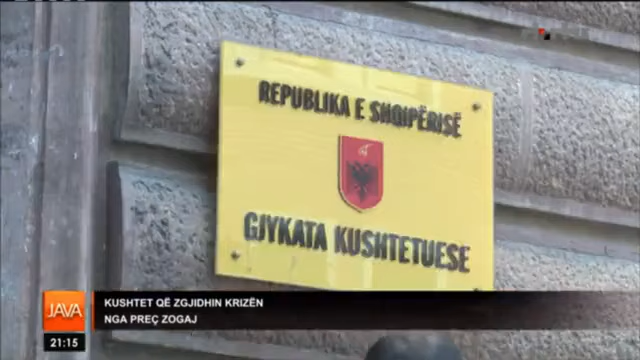 REPUBLIKA E SHQIPËRISË
GJYKATA KUSHTETUESE
JAVA
KUSHTET QË ZGJIDHIN KRIZËN
NGA PREÇ ZOGAJ
21:15